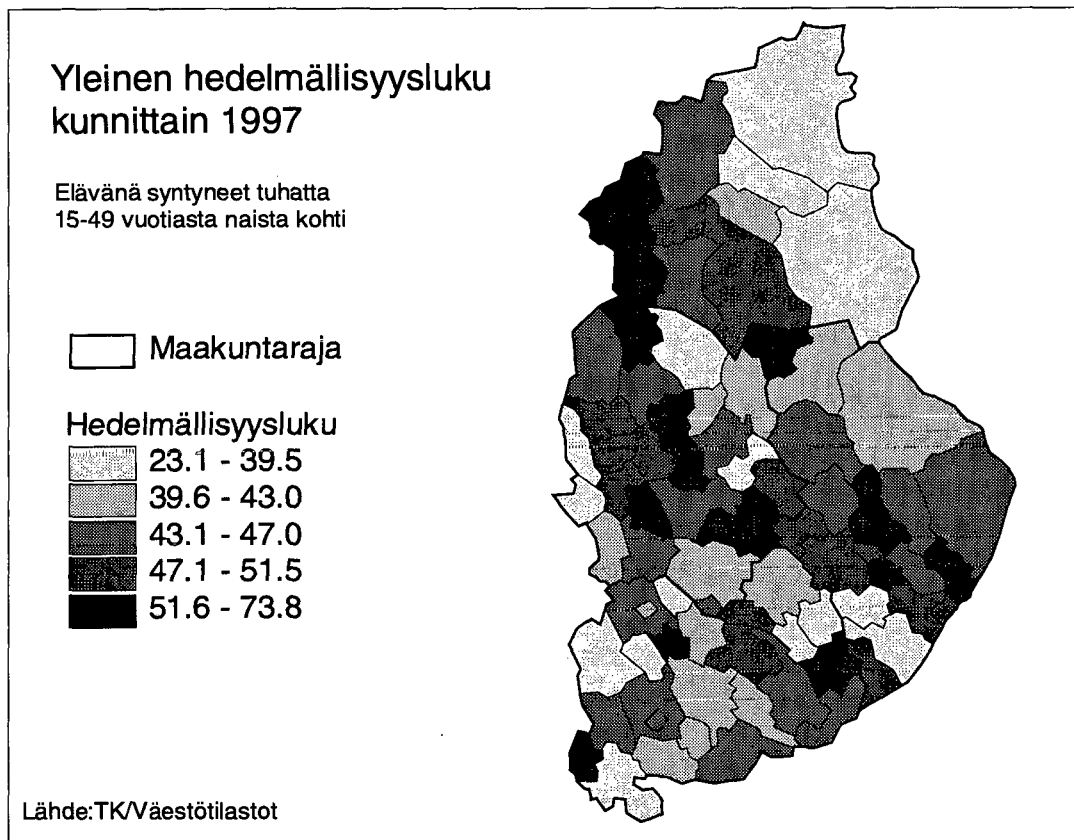 Yleinen hedelmällisyysluku
kunnittain 1997
Elävänä syntyneet tuhatta
15-49 vuotiasta naista kohti
Maakuntaraja
Hedelmällisyysluku
23.1 - 39.5
39.6 - 43.0
43.1 - 47.0
47.1 - 51.5
51.6 - 73.8
Lähde:TK/Väestötilastot